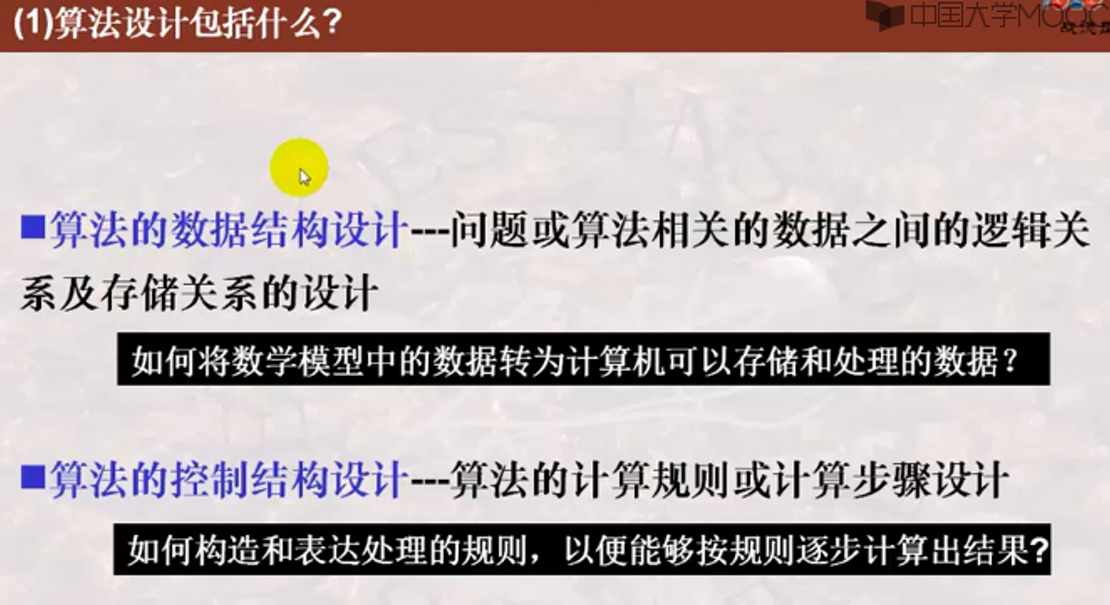 (1)算法设计包括什么?
中国大学MOOC
■算法的数据结构设计---问题或算法相关的数据之间的逻辑关
系及存储关系的设计
如何将数学模型中的数据转为计算机可以存储和处理的数据？
■算法的控制结构设计---算法的计算规则或计算步骤设计
如何构造和表达处理的规则，以便能够按规则逐步计算出结果?